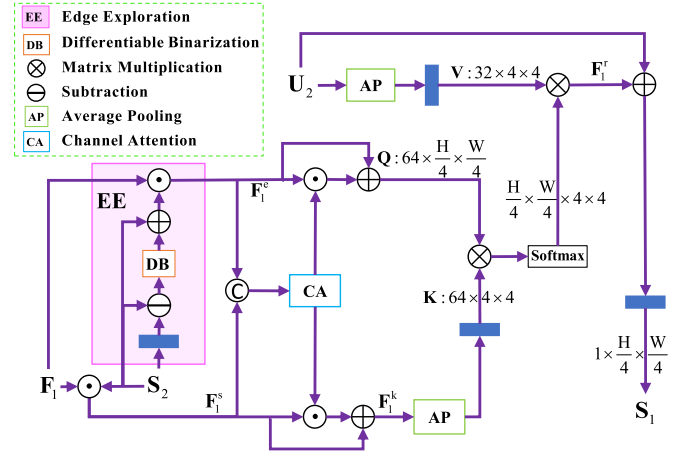 EE Edge Exploration
DB Differentiable Binarization
Matrix Multiplication
Subtraction
AP Average Pooling
CA Channel Attention
U₂
AP
V : 32 × 4 × 4
F₁ʳ
EE
F₁ᵉ
Q : 64 × H/4 × W/4
H/4 × W/4 × 4 × 4
DB
C
CA
Softmax
K : 64 × 4 × 4
1 × H/4 × W/4
F₁
S₂
F₁ˢ
F₁ᵏ
AP
S₁